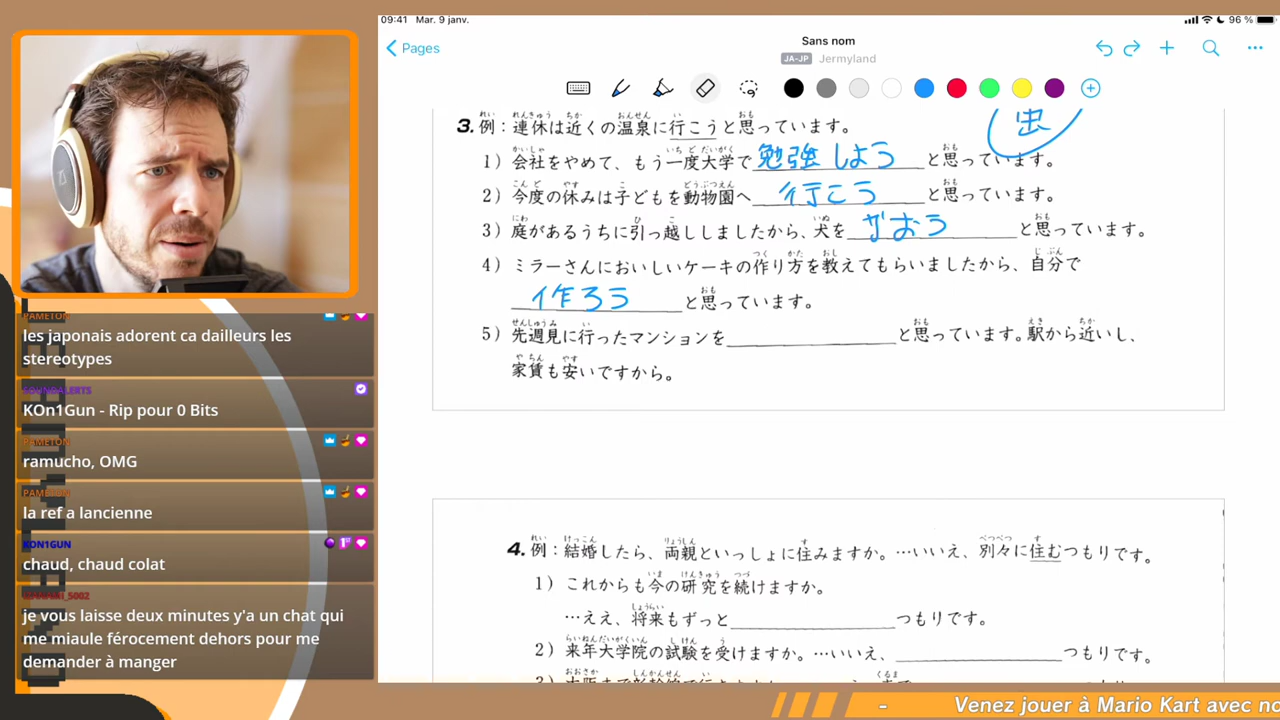 09:41 Mar. 9 janv.
96 %
Pages
Sans nom
JA-JP Jermyland
3. 例：連休は近くの温泉に行こうと思っています。
1) 会社をやめて、もう一度大学で 勉強しよう と思っています。
2) 今度の休みは子どもを動物園へ 行こう と思っています。
3) 庭があるうちに引っ越ししましたから、犬を と思っています。
4) ミラーさんにおいしいケーキの作り方を教えてもらいましたから、自分で
作ろう と思っています。
5) 先週見に行ったマンションを と思っています。駅から近いし、
家賃も安いですから。
4. 例：結婚したら、両親といっしょに住みますか。…いいえ、別々に住むつもりです。
1) これからも今の研究を続けますか。
…ええ、将来もずっと つもりです。
2) 来年大学院の試験を受けますか。…いいえ、 つもりです。
PAMETON
les japonais adorent ca dailleurs les
stereotypes
SOUNDALERTS
KOn1Gun - Rip pour 0 Bits
PAMETON
ramucho, OMG
PAMETON
la ref a lancienne
KON1GUN
chaud, chaud colat
je vous laisse deux minutes y'a un chat qui
me miaule férocement dehors pour me
demander à manger
- Venez jouer à Mario Kart avec